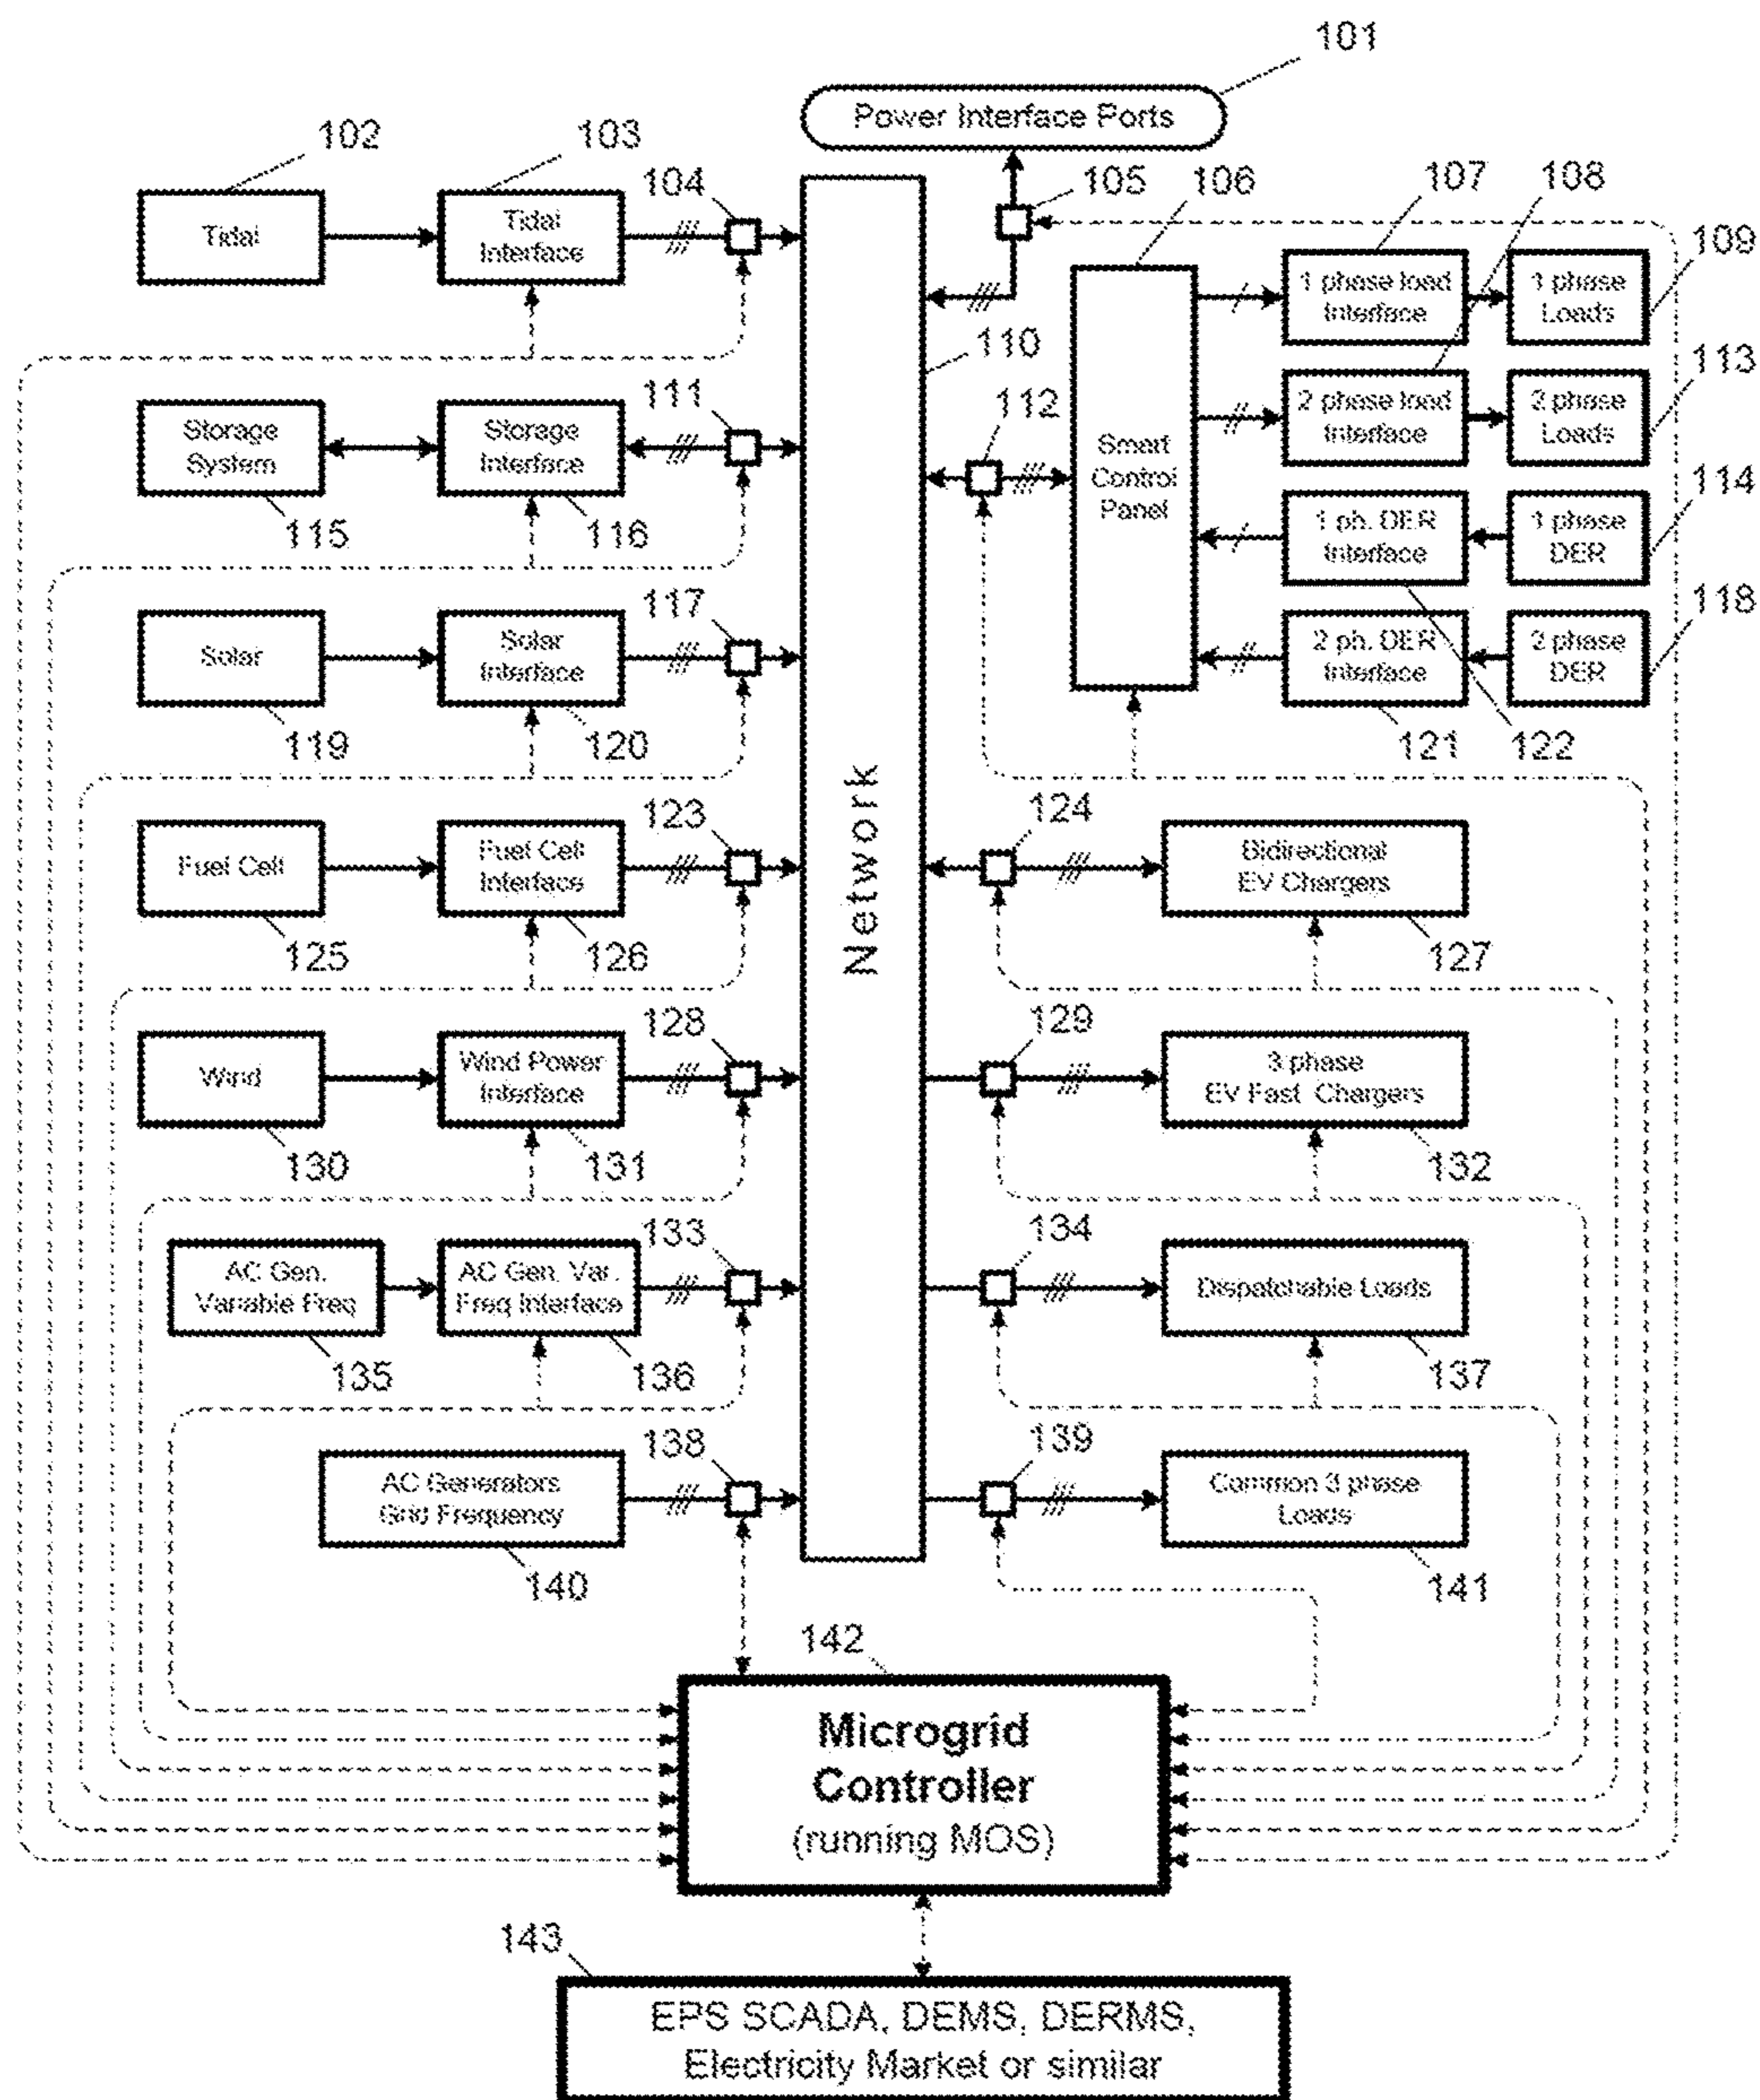 101
Power Interface Ports
102
103
104
105
106
107
108
109
Tidal
Tidal
Interface
1 phase load
Interface
1 phase
Loads
110
111
112
113
Storage
System
Storage
Interface
2 phase load
Interface
2 phase
Loads
Smart
Control
Panel
114
115
116
1 ph. DER
Interface
1 phase
DER
117
118
Solar
Solar
Interface
2 ph. DER
Interface
2 phase
DER
119
120
121
122
Network
123
124
Fuel Cell
Fuel Cell
Interface
Bidirectional
EV Chargers
125
126
127
128
129
Wind
Wind Power
Interface
3 phase
EV Fast Chargers
130
131
132
133
134
AC Gen.
Variable Freq
AC Gen. Var.
Freq Interface
Dispatchable Loads
135
136
137
138
139
AC Generators
Grid Frequency
Common 3 phase
Loads
140
141
142
Microgrid
Controller
(running MOS)
143
EPS SCADA, DEMS, DERMS,
Electricity Market or similar